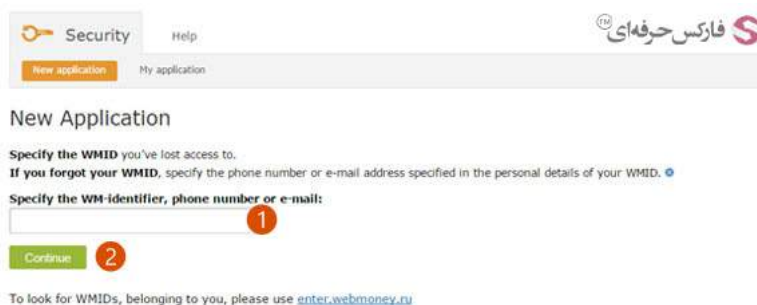 Security
Help
فارکس حرفه‌ای™
New application
My application
New Application
Specify the WMID you've lost access to.
If you forgot your WMID, specify the phone number or e-mail address specified in the personal details of your WMID.
Specify the WM-identifier, phone number or e-mail:
1
Continue
2
To look for WMIDs, belonging to you, please use enter.webmoney.ru